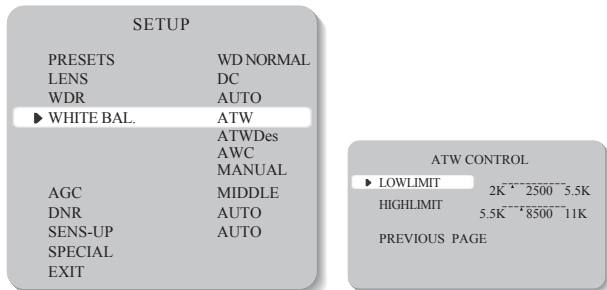 SETUP
PRESETS WD NORMAL
LENS DC
WDR AUTO
WHITE BAL. ATW
ATWDes
AWC
MANUAL
AGC MIDDLE
DNR AUTO
SENS-UP AUTO
SPECIAL
EXIT
ATW CONTROL
LOWLIMIT 2K 2500 5.5K
HIGHLIMIT 5.5K 8500 11K
PREVIOUS PAGE